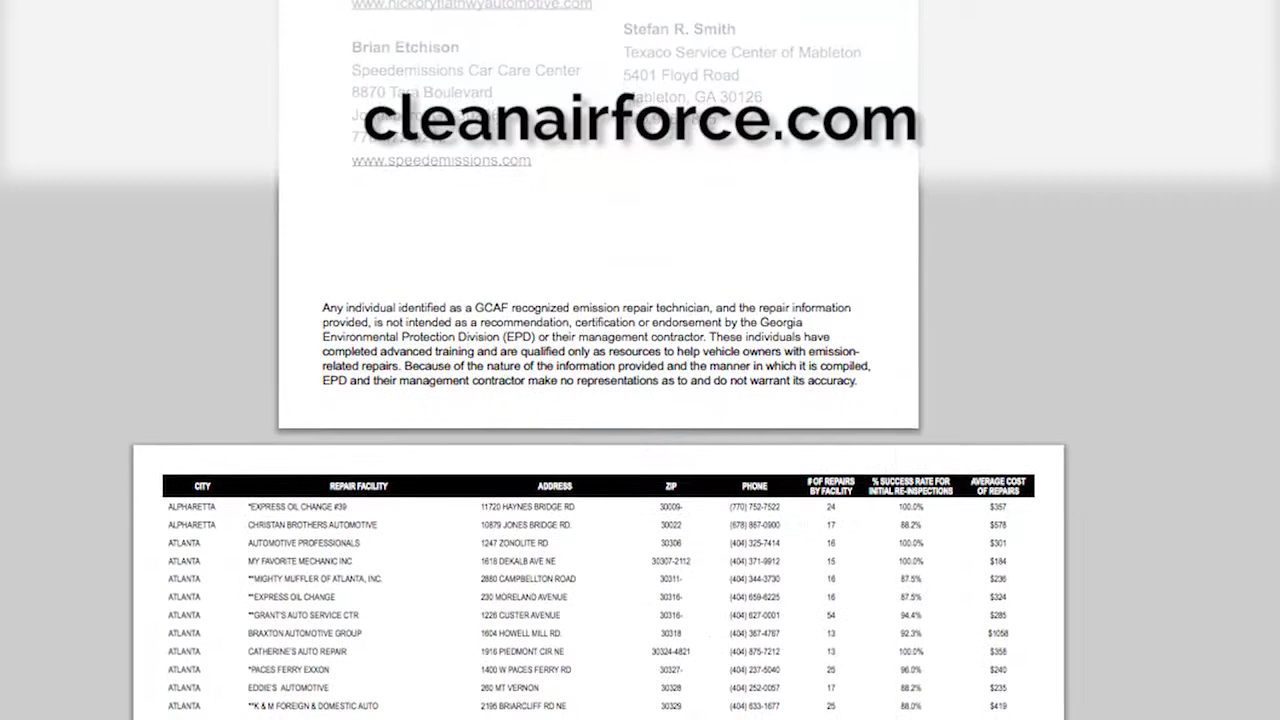 www.hickoryflathwyautomotive.com
Brian Etchison
Speedemissions Car Care Center
8870 Tara Boulevard
www.speedemissions.com
Stefan R. Smith
Texaco Service Center of Mableton
5401 Floyd Road
Mableton, GA 30126
cleanairforce.com
Any individual identified as a GCAF recognized emission repair technician, and the repair information
provided, is not intended as a recommendation, certification or endorsement by the Georgia
Environmental Protection Division (EPD) or their management contractor. These individuals have
completed advanced training and are qualified only as resources to help vehicle owners with emission-
related repairs. Because of the nature of the information provided and the manner in which it is compiled,
EPD and their management contractor make no representations as to and do not warrant its accuracy.
CITY REPAIR FACILITY ADDRESS ZIP PHONE # OF REPAIRS BY FACILITY % SUCCESS RATE FOR INITIAL RE-INSPECTIONS AVERAGE COST OF REPAIRS
ALPHARETTA *EXPRESS OIL CHANGE #39 11720 HAYNES BRIDGE RD 30009- (770) 752-7522 24 100.0% $357
ALPHARETTA CHRISTAN BROTHERS AUTOMOTIVE 10879 JONES BRIDGE RD. 30022 (678) 867-0900 17 88.2% $578
ATLANTA AUTOMOTIVE PROFESSIONALS 1247 ZONOLITE RD 30306 (404) 325-7414 16 100.0% $301
ATLANTA MY FAVORITE MECHANIC INC 1618 DEKALB AVE NE 30307-2112 (404) 371-9912 15 100.0% $184
ATLANTA **MIGHTY MUFFLER OF ATLANTA, INC. 2880 CAMPBELLTON ROAD 30311- (404) 344-3730 16 87.5% $236
ATLANTA **EXPRESS OIL CHANGE 230 MORELAND AVENUE 30316- (404) 659-6225 16 87.5% $324
ATLANTA **GRANT'S AUTO SERVICE CTR 1226 CUSTER AVENUE 30316- (404) 627-0001 54 94.4% $285
ATLANTA BRAXTON AUTOMOTIVE GROUP 1604 HOWELL MILL RD. 30318 (404) 367-4767 13 92.3% $1058
ATLANTA CATHERINE'S AUTO REPAIR 1916 PIEDMONT CIR NE 30324-4821 (404) 875-7212 13 100.0% $358
ATLANTA *PACES FERRY EXXON 1400 W PACES FERRY RD 30327- (404) 237-5040 25 96.0% $240
ATLANTA EDDIE'S AUTOMOTIVE 260 MT VERNON 30328 (404) 252-0057 17 88.2% $235
ATLANTA **K & M FOREIGN & DOMESTIC AUTO 2195 BRIARCLIFF RD NE 30329 (404) 633-1677 25 88.0% $419